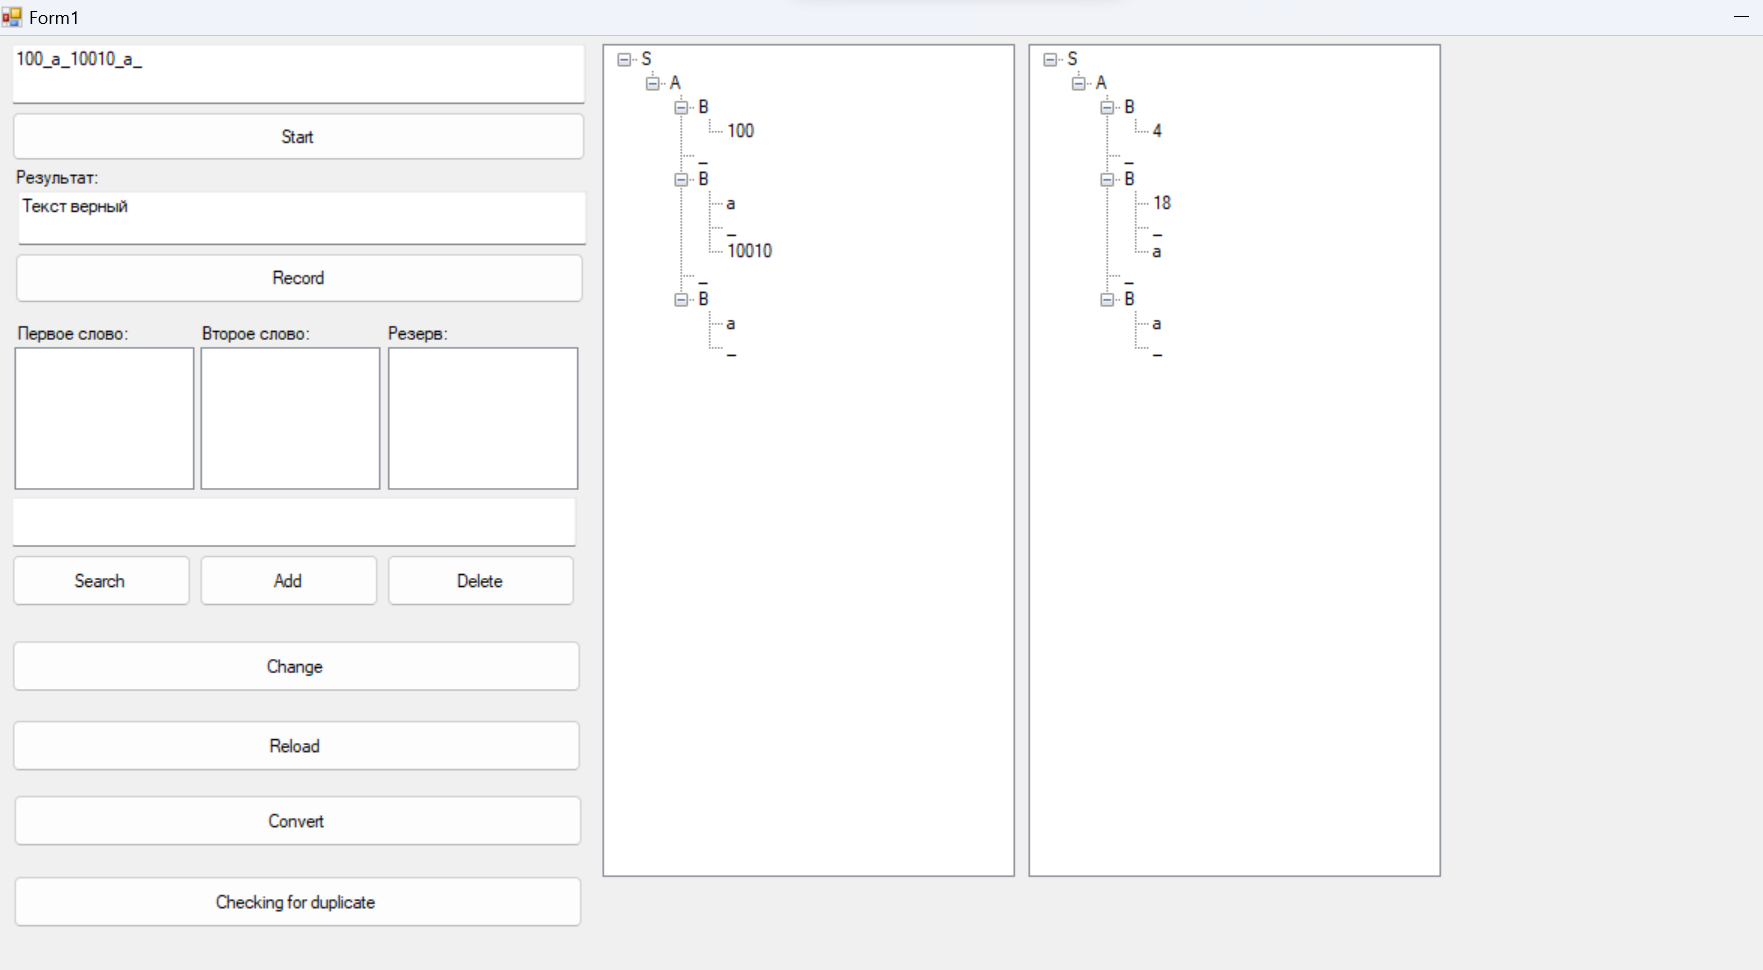 Form1
100_a_10010_a_
Start
Результат:
Текст верный
Record
Первое слово: Второе слово: Резерв:
Search Add Delete
Change
Reload
Convert
Checking for duplicate
S
A
B
100
_
B
a
_
10010
_
B
a
_
S
A
B
4
_
B
18
_
a
_
B
a
_